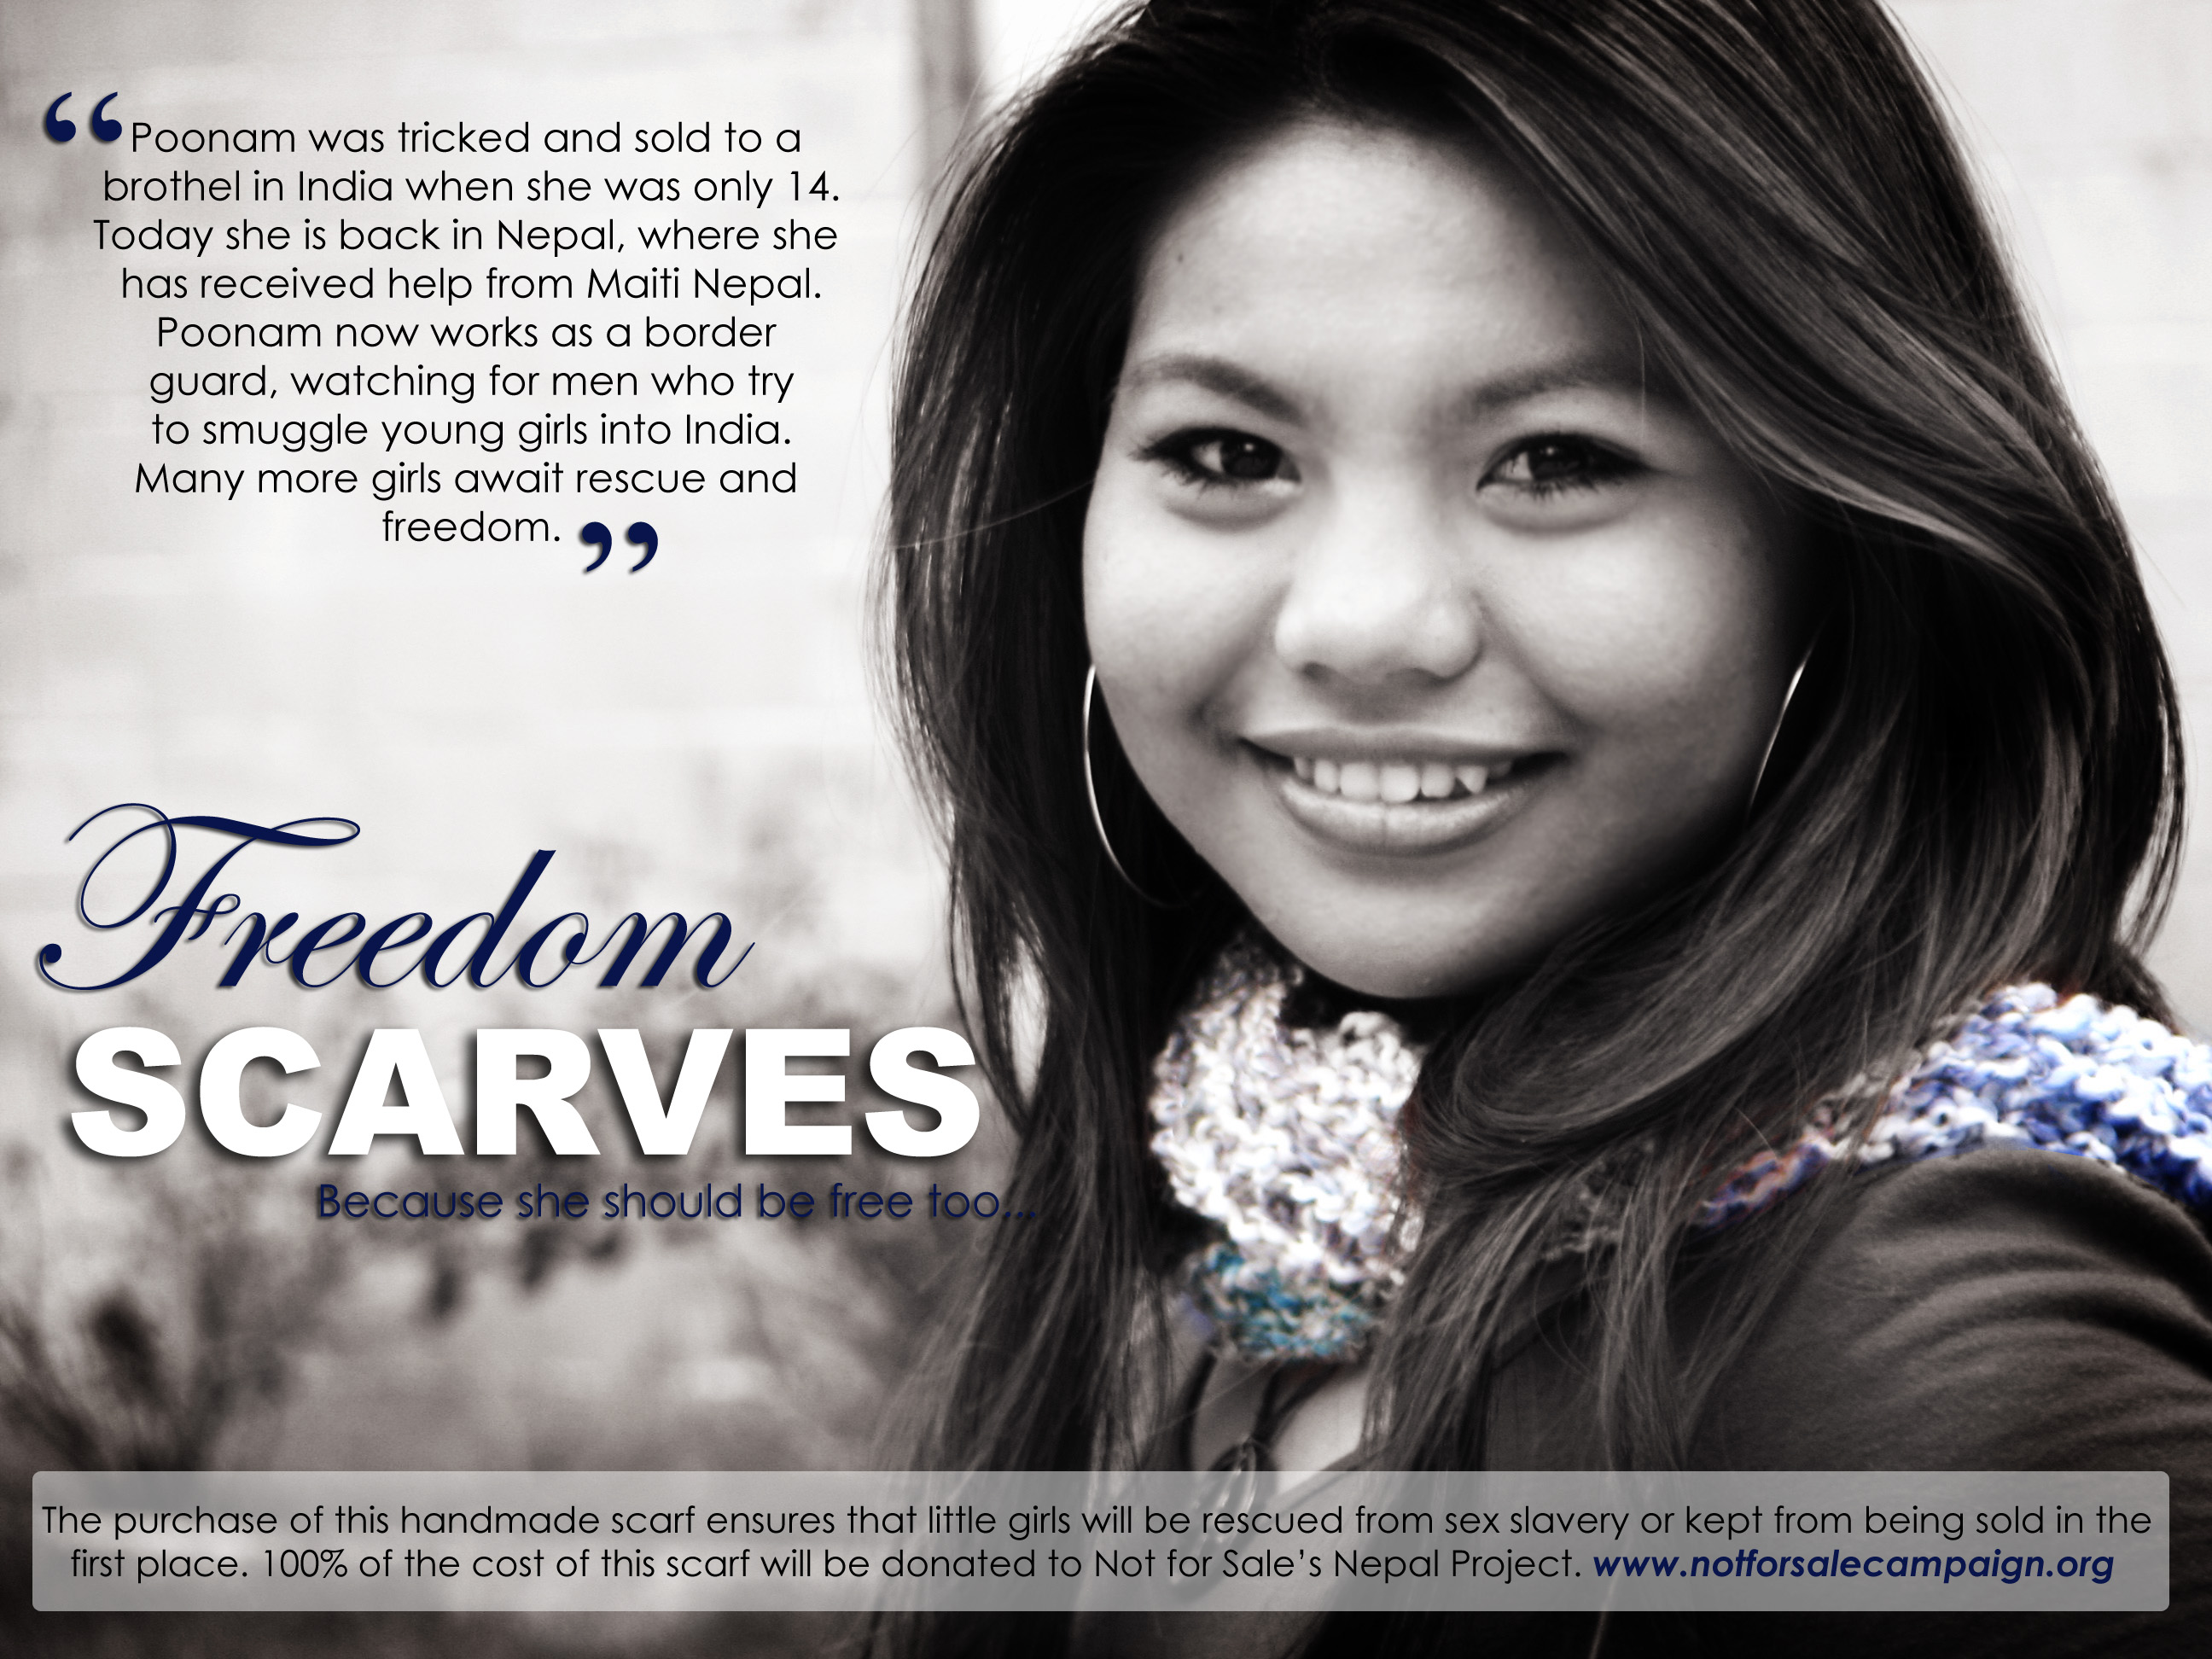 “Poonam was tricked and sold to a
brothel in India when she was only 14.
Today she is back in Nepal, where she
has received help from Maiti Nepal.
Poonam now works as a border
guard, watching for men who try
to smuggle young girls into India.
Many more girls await rescue and
freedom.”
Freedom
SCARVES
Because she should be free too...
The purchase of this handmade scarf ensures that little girls will be rescued from sex slavery or kept from being sold in the
first place. 100% of the cost of this scarf will be donated to Not for Sale’s Nepal Project. www.notforsalecampaign.org